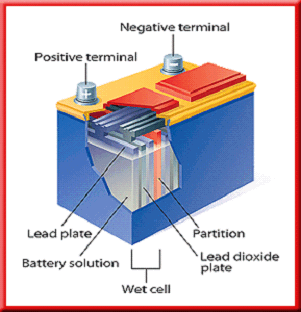 Negative terminal
Positive terminal
+
−
Lead plate
Partition
Battery solution
Lead dioxide
plate
Wet cell